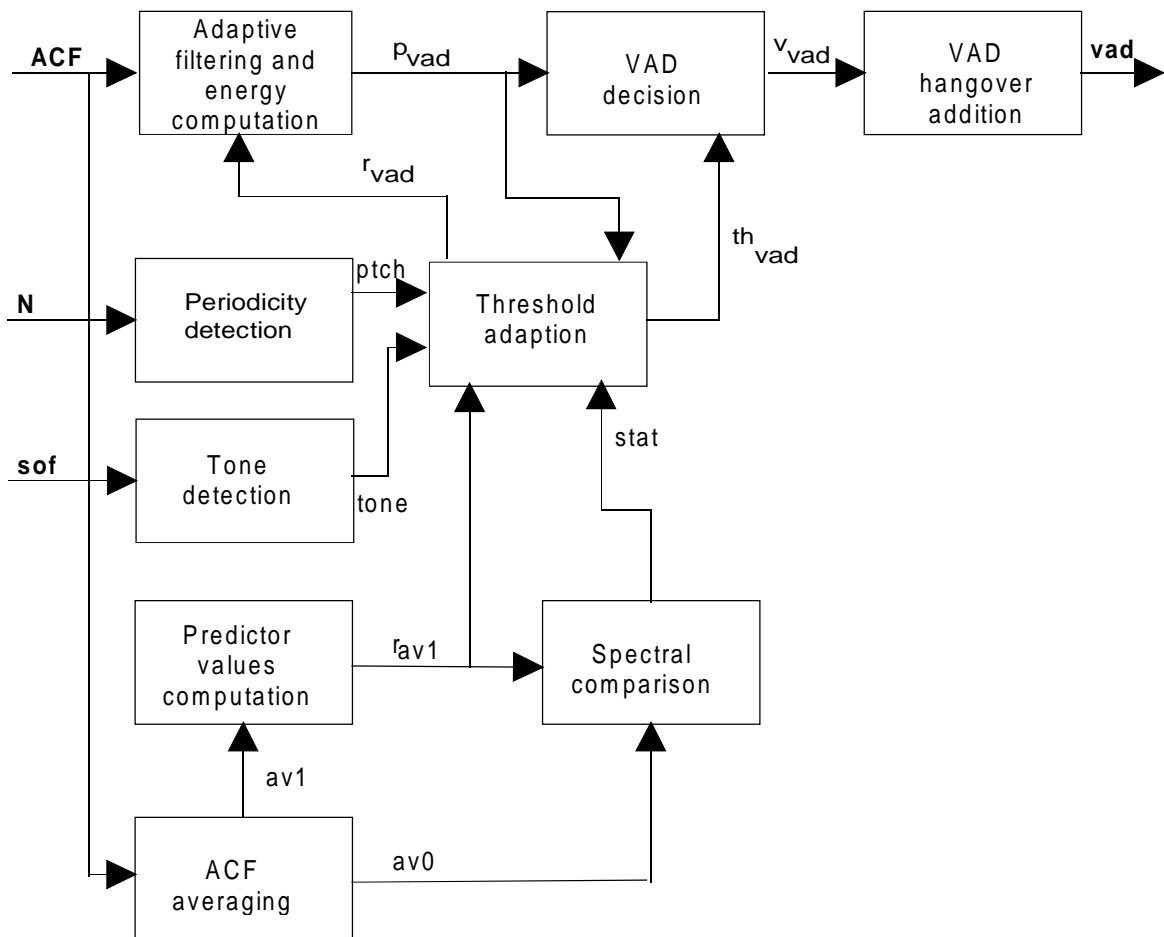 ACF
Adaptive
filtering and
energy
computation
pvad
VAD
decision
vvad
VAD
hangover
addition
vad
rvad
thvad
N
Periodicity
detection
ptch
Threshold
adaption
sof
Tone
detection
tone
stat
Predictor
values
computation
rav1
Spectral
comparison
av1
ACF
averaging
av0